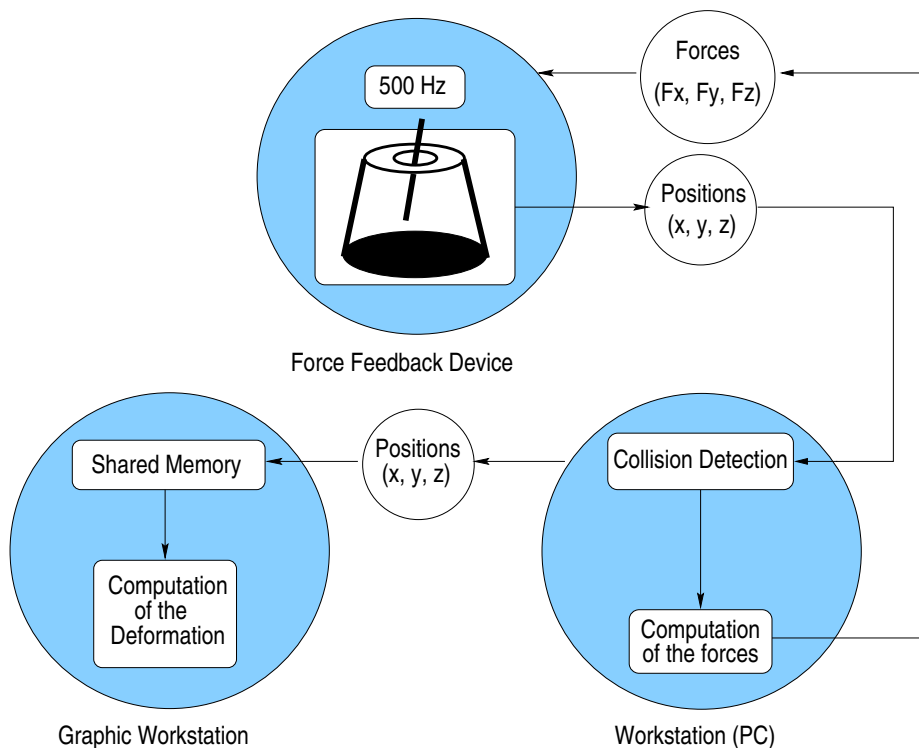 Forces
(Fx, Fy, Fz)
500 Hz
Positions
(x, y, z)
Force Feedback Device
Positions
(x, y, z)
Shared Memory
Collision Detection
Computation
of the
Deformation
Computation
of the forces
Graphic Workstation
Workstation (PC)